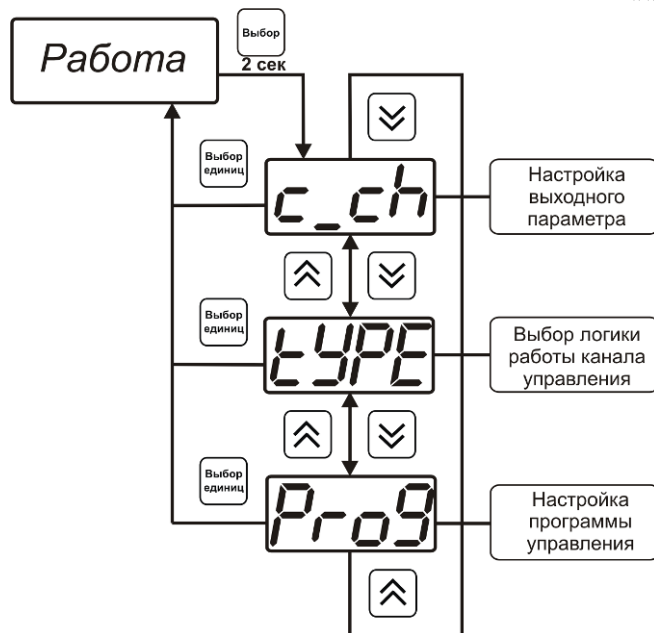 Работа
Выбор
2 сек
Выбор
единиц
c_ch
Настройка
выходного
параметра
Выбор
единиц
tYPE
Выбор логики
работы канала
управления
Выбор
единиц
Prog
Настройка
программы
управления